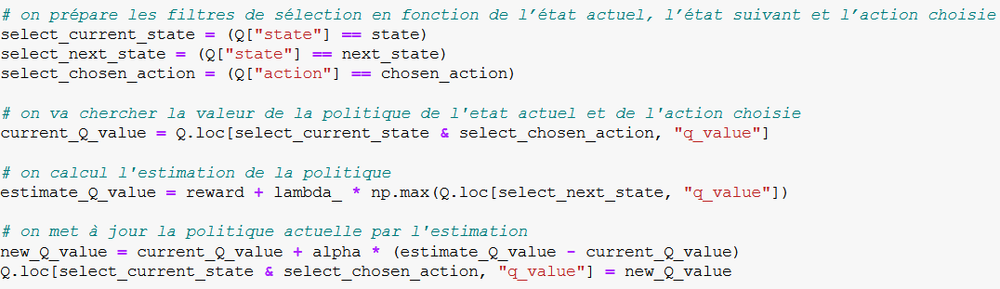 # on prépare les filtres de sélection en fonction de l’état actuel, l’état suivant et l’action choisie
select_current_state = (Q["state"] == state)
select_next_state = (Q["state"] == next_state)
select_chosen_action = (Q["action"] == chosen_action)
# on va chercher la valeur de la politique de l'etat actuel et de l'action choisie
current_Q_value = Q.loc[select_current_state & select_chosen_action, "q_value"]
# on calcul l'estimation de la politique
estimate_Q_value = reward + lambda_ * np.max(Q.loc[select_next_state, "q_value"])
# on met à jour la politique actuelle par l'estimation
new_Q_value = current_Q_value + alpha * (estimate_Q_value - current_Q_value)
Q.loc[select_current_state & select_chosen_action, "q_value"] = new_Q_value